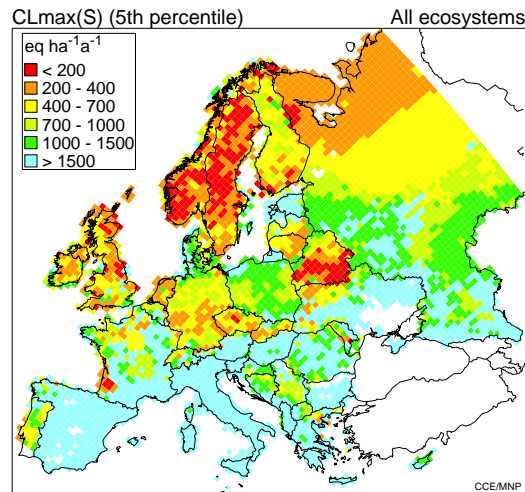 CLmax(S) (5th percentile) All ecosystems
eq ha⁻¹a⁻¹
< 200
200 - 400
400 - 700
700 - 1000
1000 - 1500
> 1500
CCE/MNP